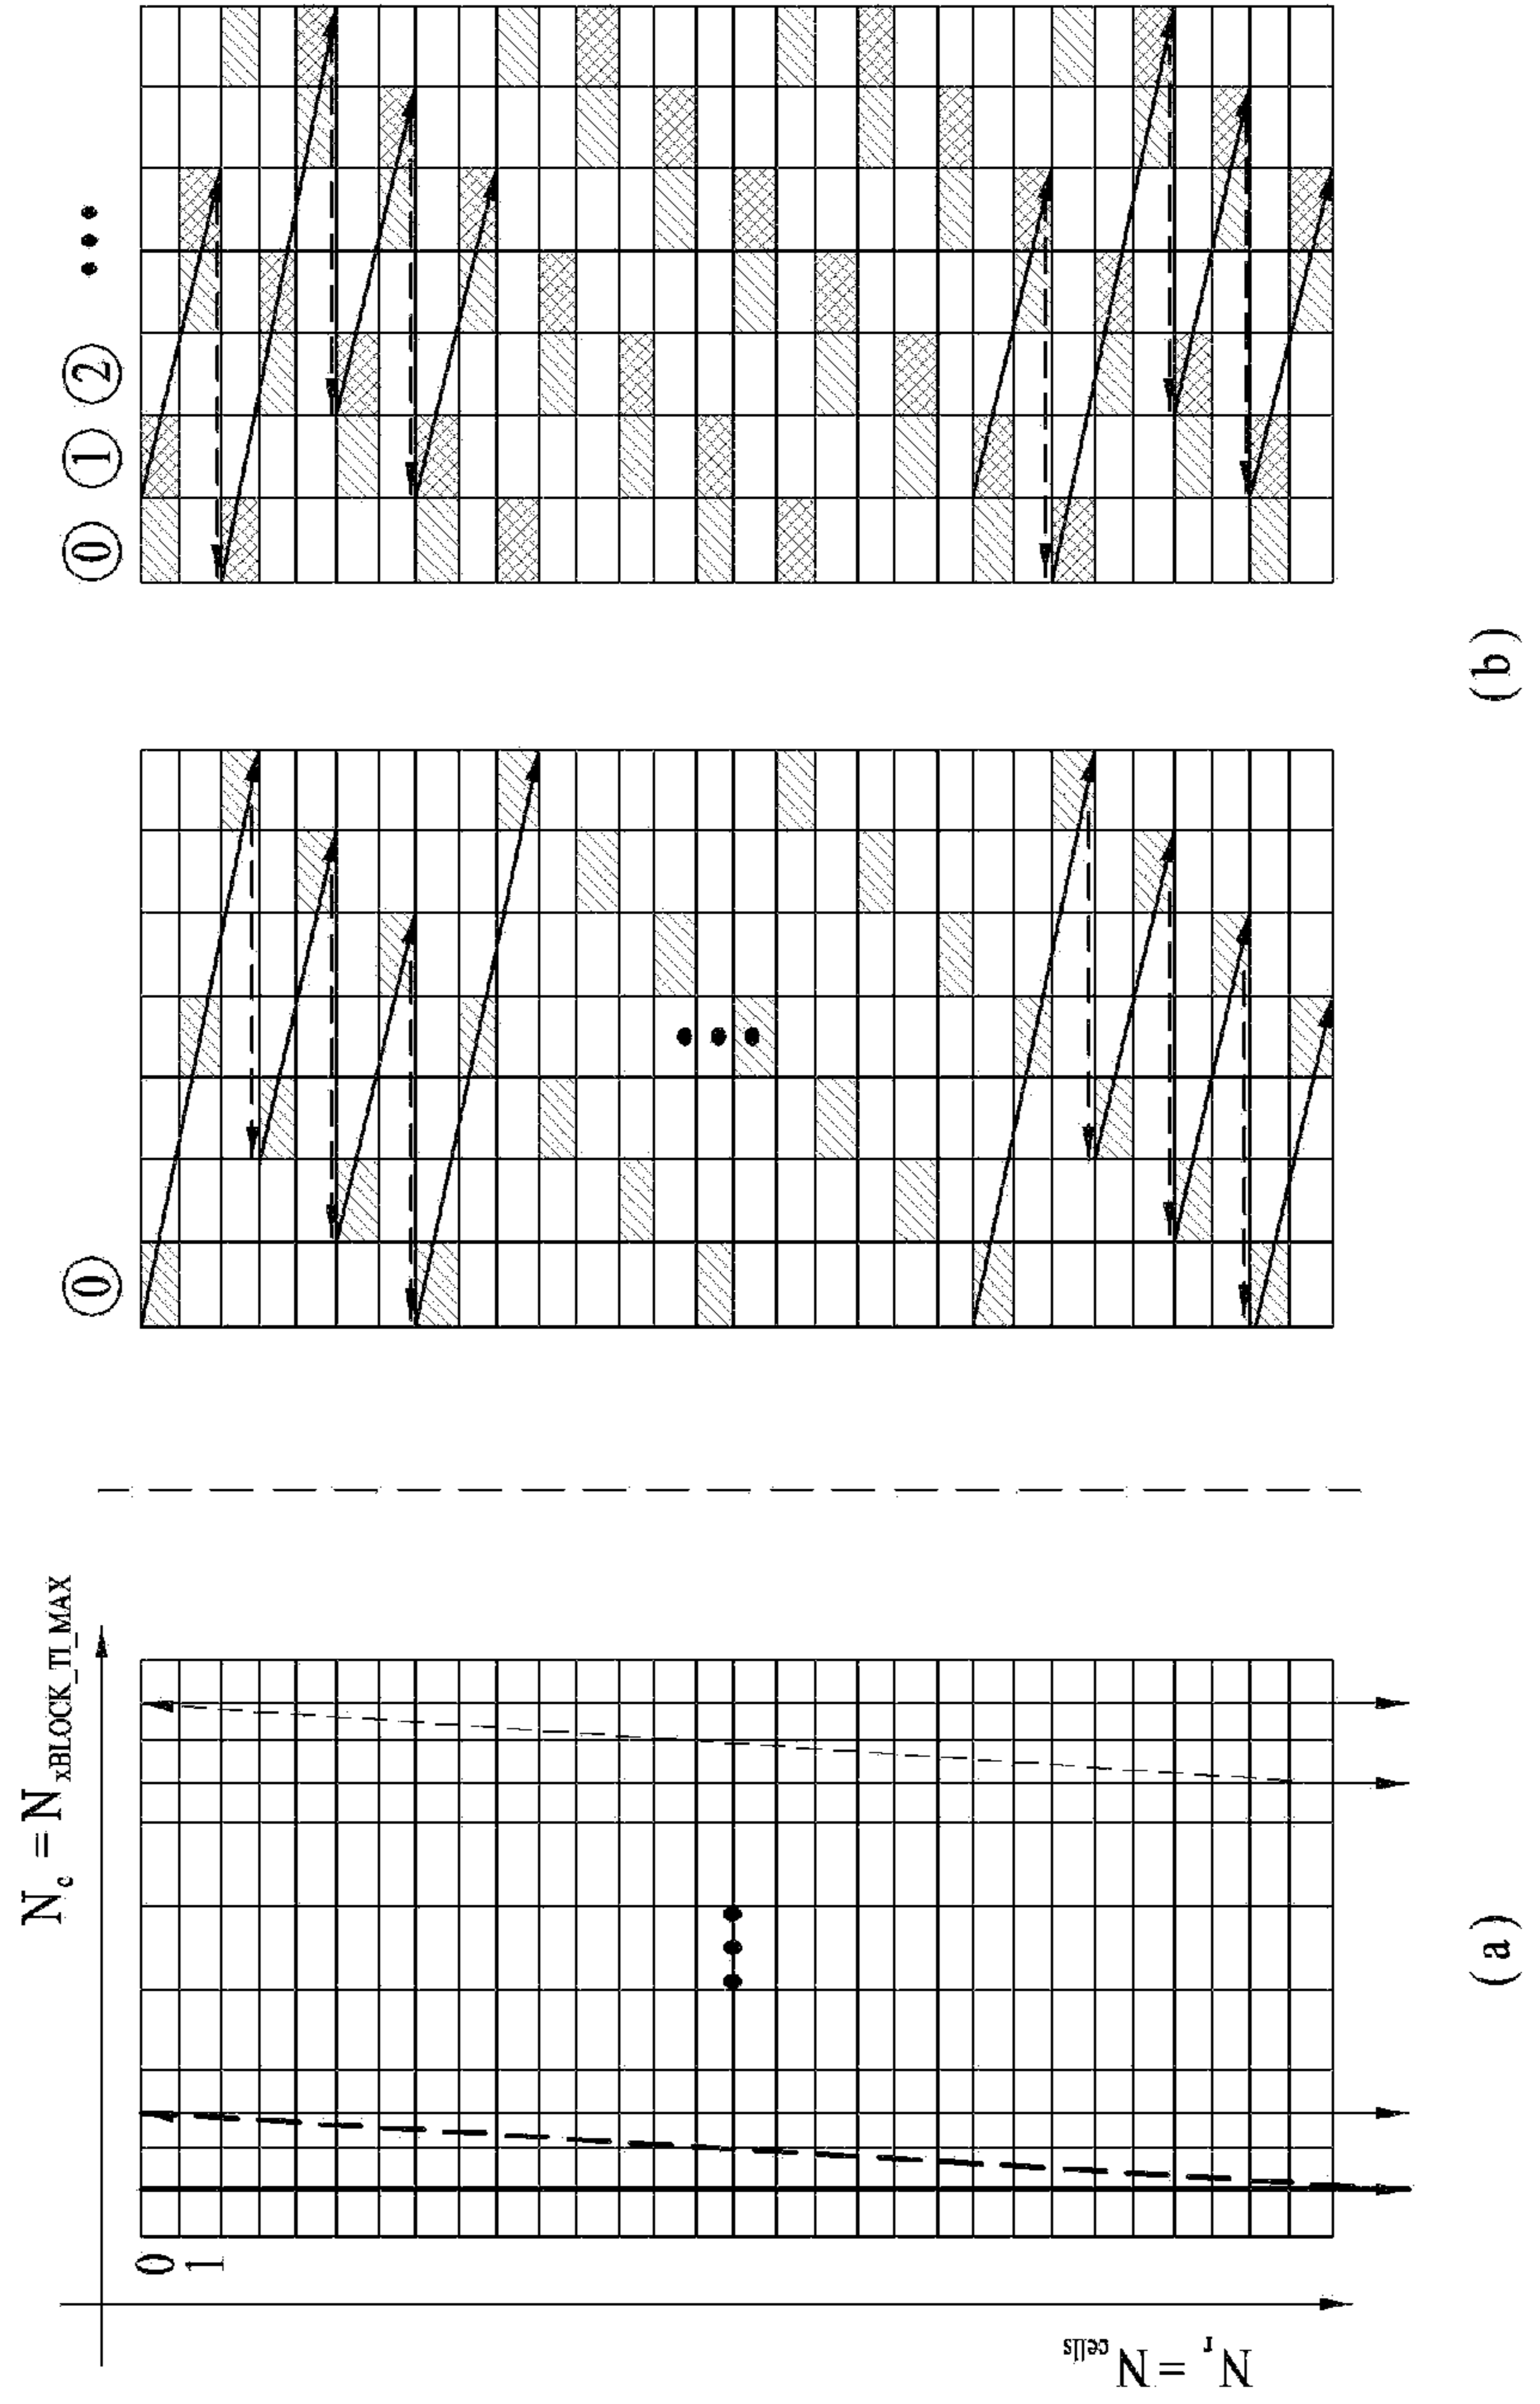 N_c = N_xBLOCK_TI_MAX
0
1
N_r = N_cells
⓪
⓪ ① ② •••
(a)
(b)